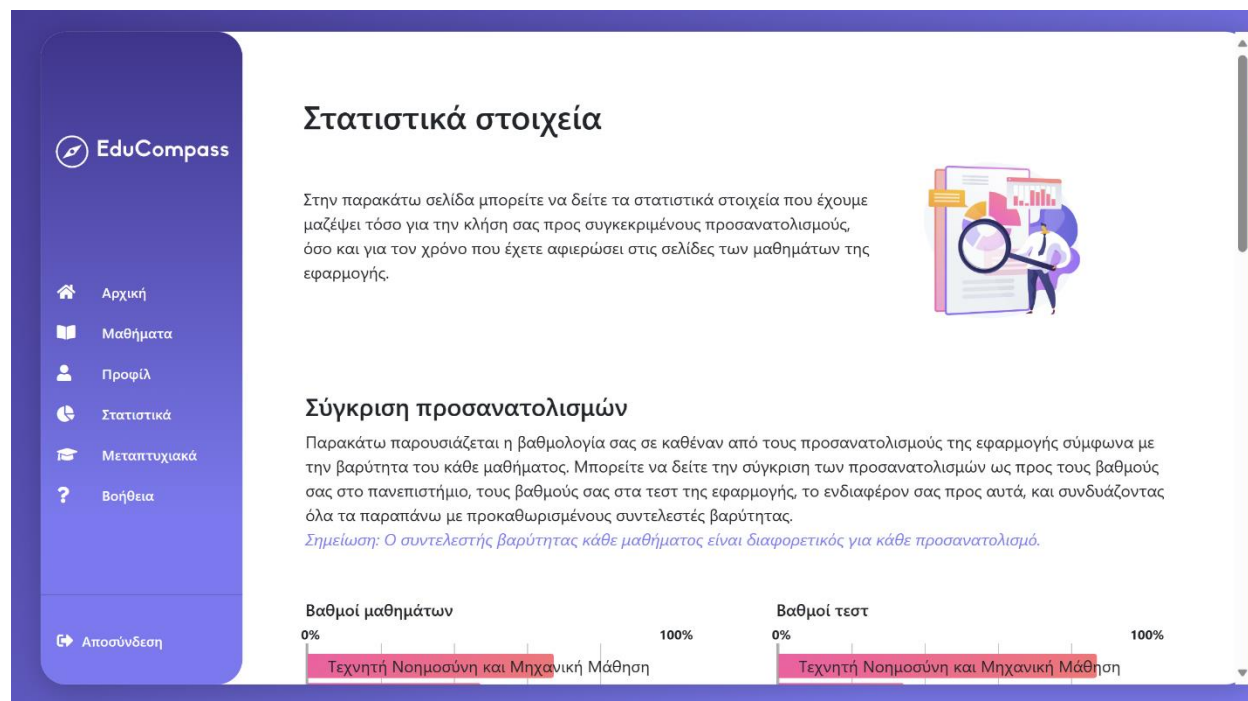 EduCompass
Αρχική
Μαθήματα
Προφίλ
Στατιστικά
Μεταπτυχιακά
Βοήθεια
Αποσύνδεση
Στατιστικά στοιχεία
Στην παρακάτω σελίδα μπορείτε να δείτε τα στατιστικά στοιχεία που έχουμε
μαζέψει τόσο για την κλήση σας προς συγκεκριμένους προσανατολισμούς,
όσο και για τον χρόνο που έχετε αφιερώσει στις σελίδες των μαθημάτων της
εφαρμογής.
Σύγκριση προσανατολισμών
Παρακάτω παρουσιάζεται η βαθμολογία σας σε καθέναν από τους προσανατολισμούς της εφαρμογής σύμφωνα με
την βαρύτητα του κάθε μαθήματος. Μπορείτε να δείτε την σύγκριση των προσανατολισμών ως προς τους βαθμούς
σας στο πανεπιστήμιο, τους βαθμούς σας στα τεστ της εφαρμογής, το ενδιαφέρον σας προς αυτά, και συνδυάζοντας
όλα τα παραπάνω με προκαθωρισμένους συντελεστές βαρύτητας.
Σημείωση: Ο συντελεστής βαρύτητας κάθε μαθήματος είναι διαφορετικός για κάθε προσανατολισμό.
Βαθμοί μαθημάτων
0% 100%
Τεχνητή Νοημοσύνη και Μηχανική Μάθηση
Βαθμοί τεστ
0% 100%
Τεχνητή Νοημοσύνη και Μηχανική Μάθηση